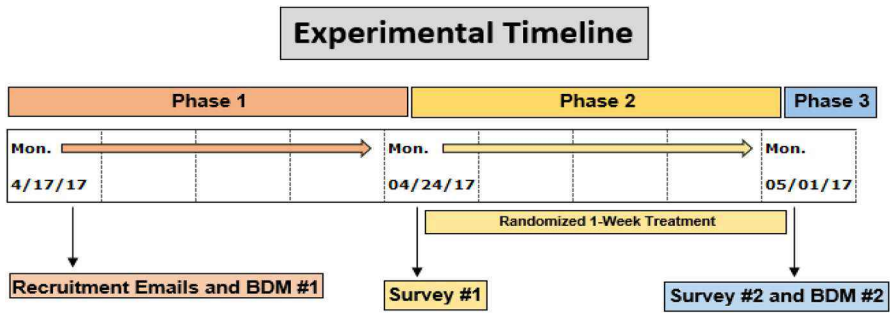 Experimental Timeline
Phase 1
Phase 2
Phase 3
Mon.
4/17/17
Mon.
04/24/17
Mon.
05/01/17
Randomized 1-Week Treatment
Recruitment Emails and BDM #1
Survey #1
Survey #2 and BDM #2